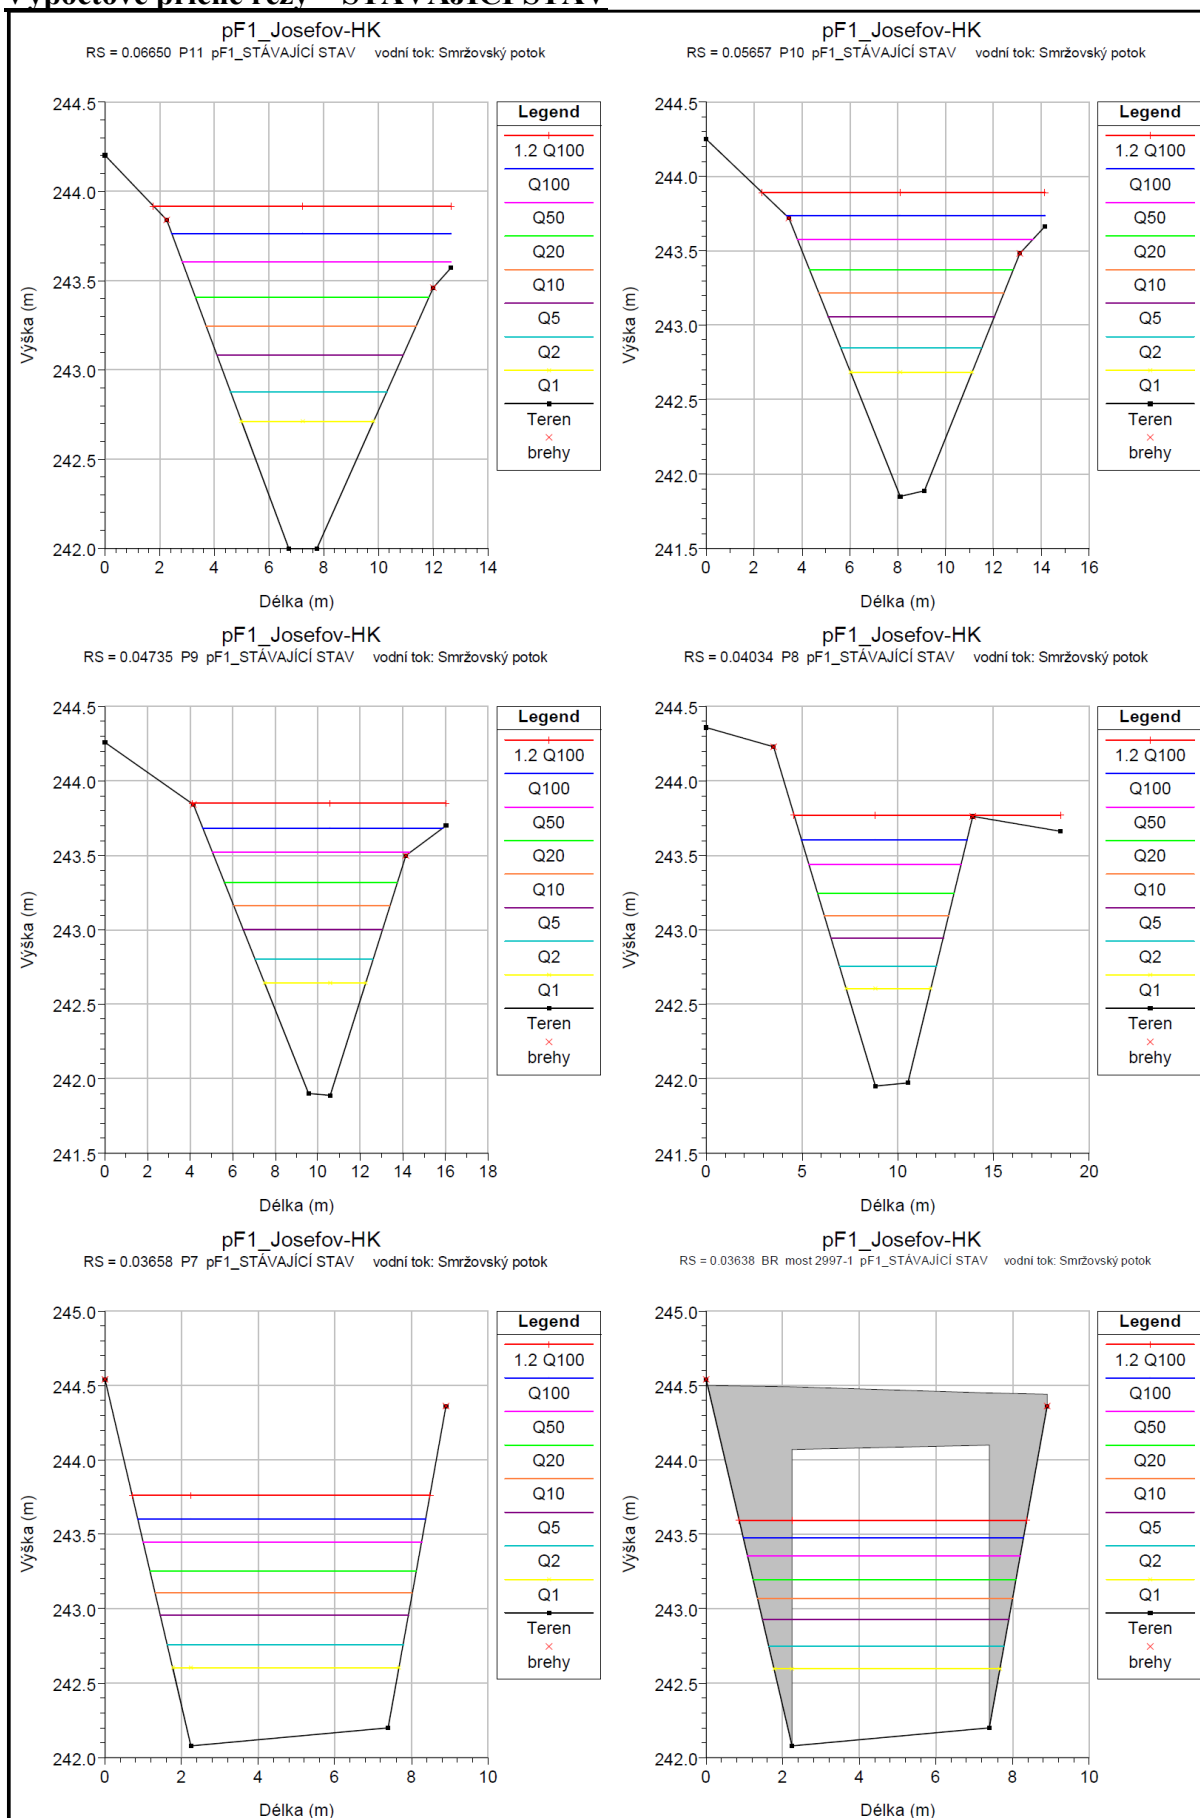 Výpočtové příčné řezy – STÁVAJÍCÍ STAV
pF1_Josefov-HK
RS = 0.06650 P11 pF1_STÁVAJÍCÍ STAV vodní tok: Smržovský potok
244.5
244.0
243.5
243.0
242.5
242.0
Výška (m)
0 2 4 6 8 10 12 14
Délka (m)
Legend
1.2 Q100
Q100
Q50
Q20
Q10
Q5
Q2
Q1
Teren
brehy
pF1_Josefov-HK
RS = 0.05657 P10 pF1_STÁVAJÍCÍ STAV vodní tok: Smržovský potok
244.5
244.0
243.5
243.0
242.5
242.0
241.5
Výška (m)
0 2 4 6 8 10 12 14 16
Délka (m)
Legend
1.2 Q100
Q100
Q50
Q20
Q10
Q5
Q2
Q1
Teren
brehy
pF1_Josefov-HK
RS = 0.04735 P9 pF1_STÁVAJÍCÍ STAV vodní tok: Smržovský potok
244.5
244.0
243.5
243.0
242.5
242.0
241.5
Výška (m)
0 2 4 6 8 10 12 14 16 18
Délka (m)
Legend
1.2 Q100
Q100
Q50
Q20
Q10
Q5
Q2
Q1
Teren
brehy
pF1_Josefov-HK
RS = 0.04034 P8 pF1_STÁVAJÍCÍ STAV vodní tok: Smržovský potok
244.5
244.0
243.5
243.0
242.5
242.0
241.5
Výška (m)
0 5 10 15 20
Délka (m)
Legend
1.2 Q100
Q100
Q50
Q20
Q10
Q5
Q2
Q1
Teren
brehy
pF1_Josefov-HK
RS = 0.03658 P7 pF1_STÁVAJÍCÍ STAV vodní tok: Smržovský potok
245.0
244.5
244.0
243.5
243.0
242.5
242.0
Výška (m)
0 2 4 6 8 10
Délka (m)
Legend
1.2 Q100
Q100
Q50
Q20
Q10
Q5
Q2
Q1
Teren
brehy
pF1_Josefov-HK
RS = 0.03638 BR most 2997-1 pF1_STÁVAJÍCÍ STAV vodní tok: Smržovský potok
245.0
244.5
244.0
243.5
243.0
242.5
242.0
Výška (m)
0 2 4 6 8 10
Délka (m)
Legend
1.2 Q100
Q100
Q50
Q20
Q10
Q5
Q2
Q1
Teren
brehy